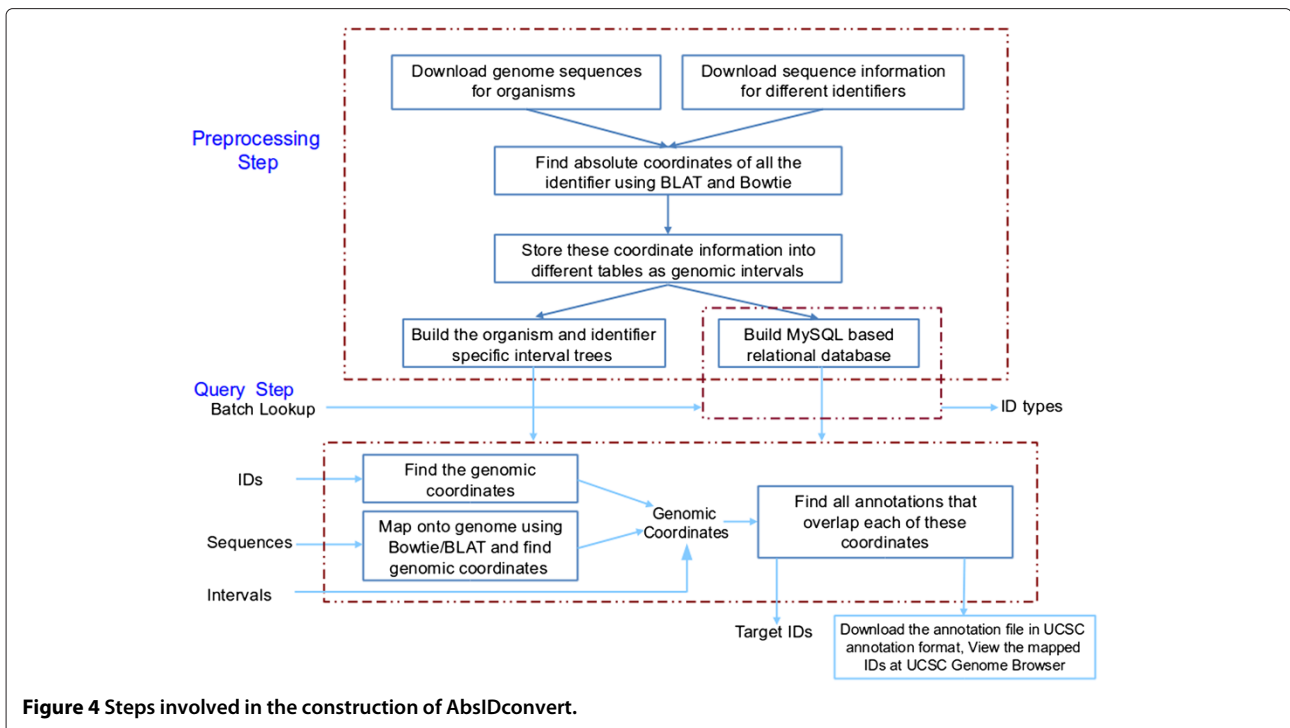 Download genome sequences
for organisms
Download sequence information
for different identifiers
Preprocessing
Step
Find absolute coordinates of all the
identifier using BLAT and Bowtie
Store these coordinate information into
different tables as genomic intervals
Build the organism and identifier
specific interval trees
Build MySQL based
relational database
Query Step
Batch Lookup
ID types
IDs
Find the genomic
coordinates
Sequences
Map onto genome using
Bowtie/BLAT and find
genomic coordinates
Intervals
Genomic
Coordinates
Find all annotations that
overlap each of these
coordinates
Target IDs
Download the annotation file in UCSC
annotation format, View the mapped
IDs at UCSC Genome Browser
Figure 4 Steps involved in the construction of AbsIDconvert.